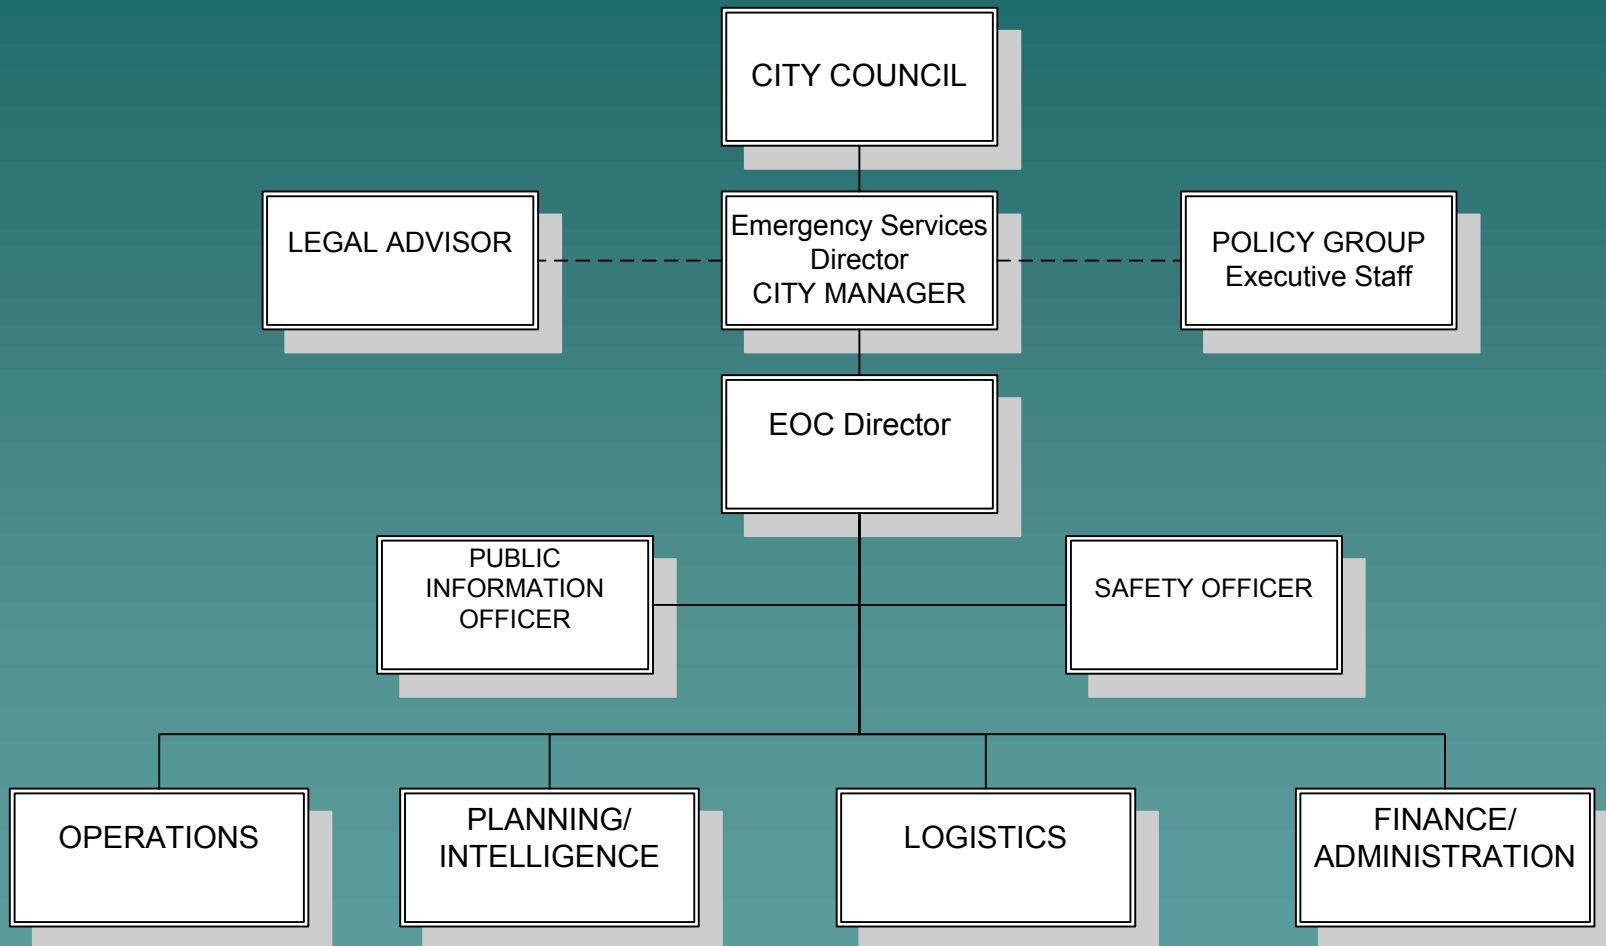 CITY COUNCIL
LEGAL ADVISOR
Emergency Services
Director
CITY MANAGER
POLICY GROUP
Executive Staff
EOC Director
PUBLIC
INFORMATION
OFFICER
SAFETY OFFICER
OPERATIONS
PLANNING/
INTELLIGENCE
LOGISTICS
FINANCE/
ADMINISTRATION